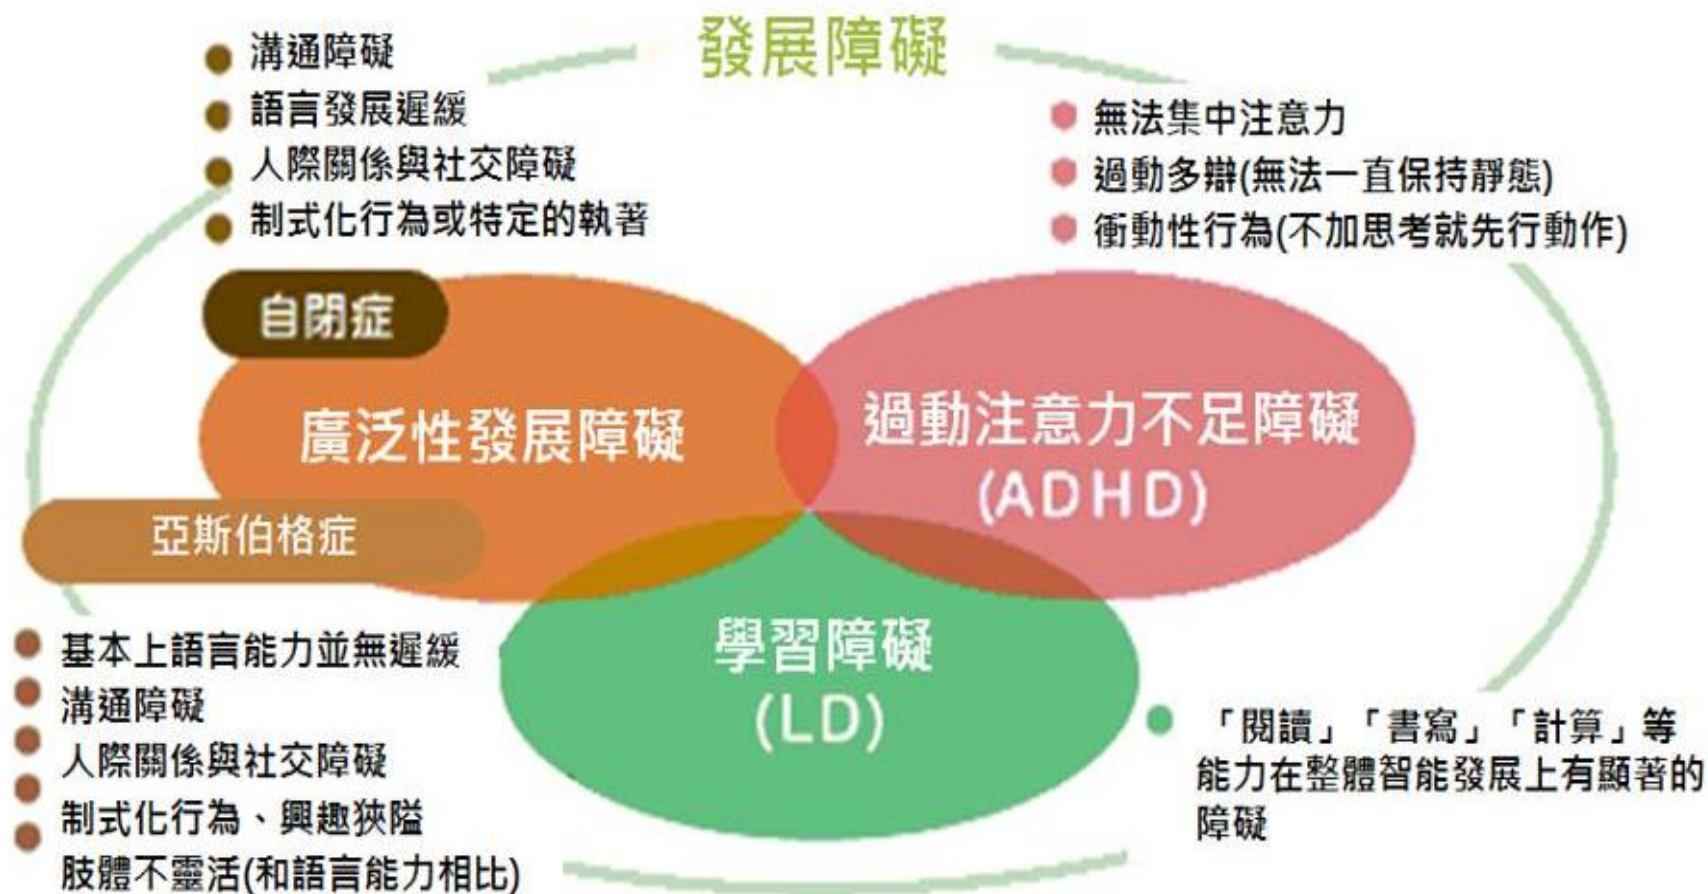 發展障礙
溝通障礙
語言發展遲緩
人際關係與社交障礙
制式化行為或特定的執著
無法集中注意力
過動多辯(無法一直保持靜態)
衝動性行為(不加思考就先行動作)
自閉症
廣泛性發展障礙
過動注意力不足障礙
(ADHD)
亞斯伯格症
基本上語言能力並無遲緩
溝通障礙
人際關係與社交障礙
制式化行為、興趣狹隘
肢體不靈活(和語言能力相比)
學習障礙
(LD)
「閱讀」「書寫」「計算」等
能力在整體智能發展上有顯著的
障礙